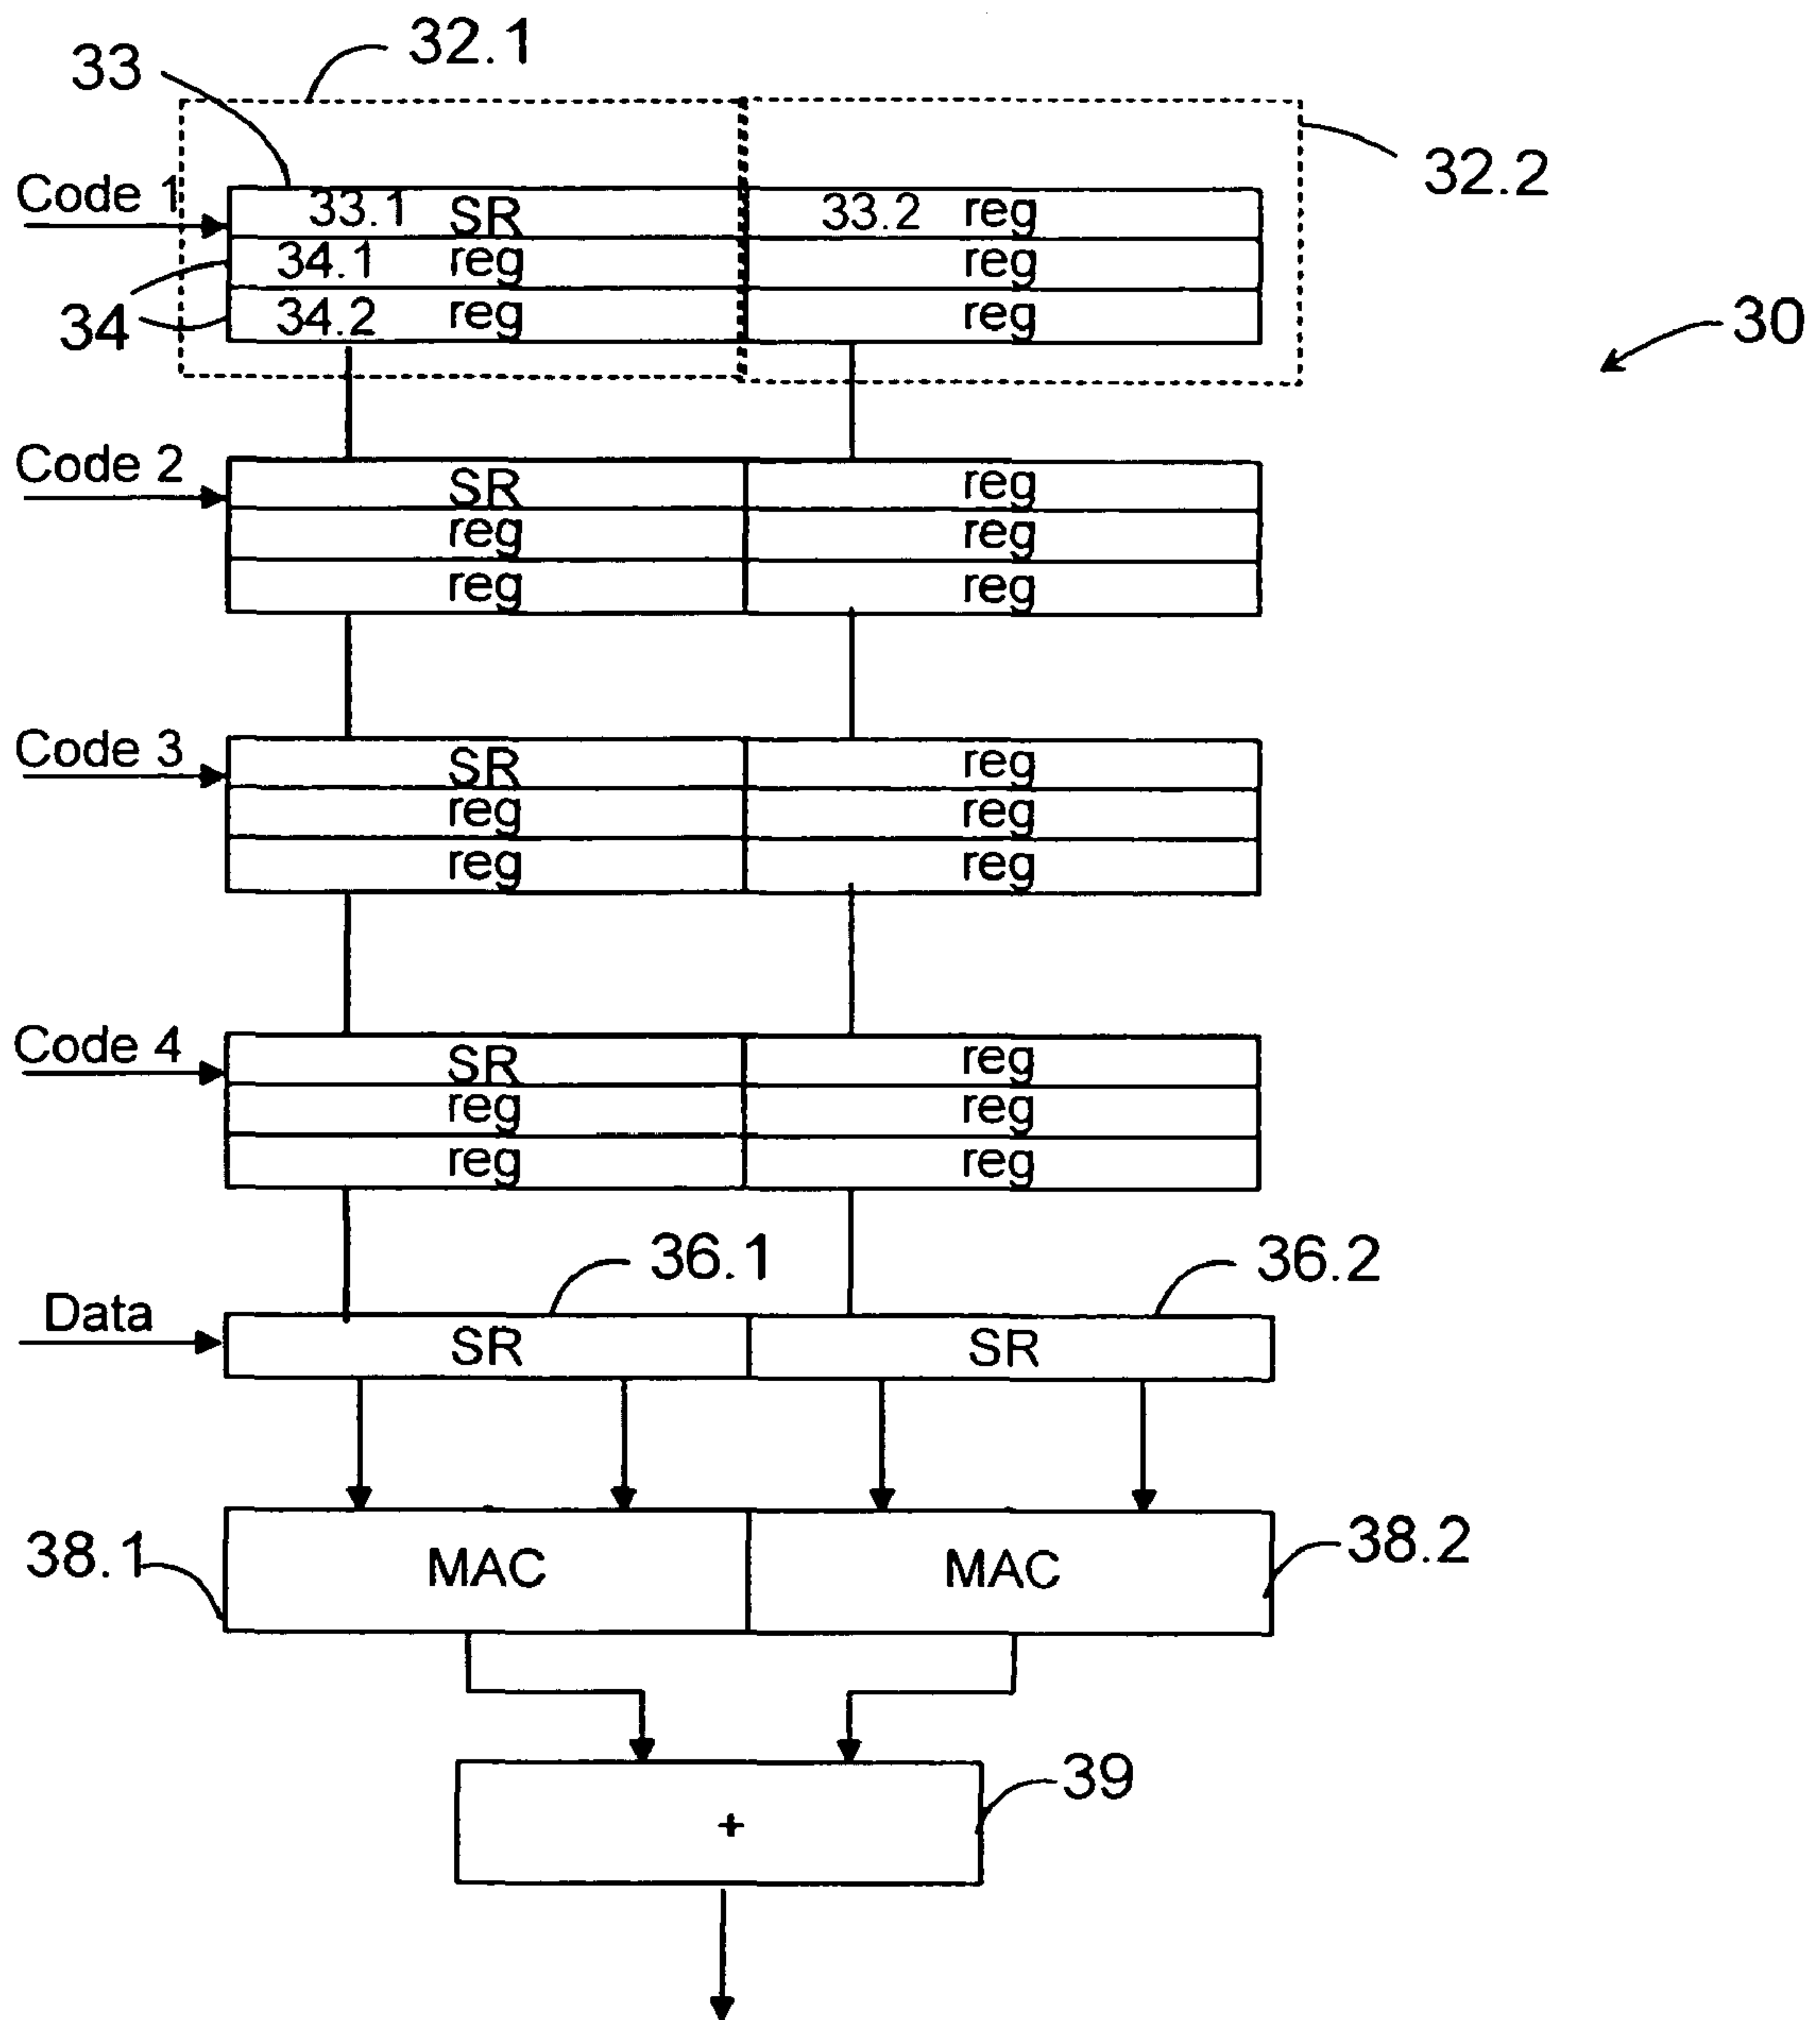 32.1
33
32.2
Code 1
33.1 SR 33.2 reg
34.1 reg reg
34 34.2 reg reg
30
Code 2
SR reg
reg reg
reg reg
Code 3
SR reg
reg reg
reg reg
Code 4
SR reg
reg reg
reg reg
36.1 36.2
Data
SR SR
38.1 MAC MAC 38.2
39
+